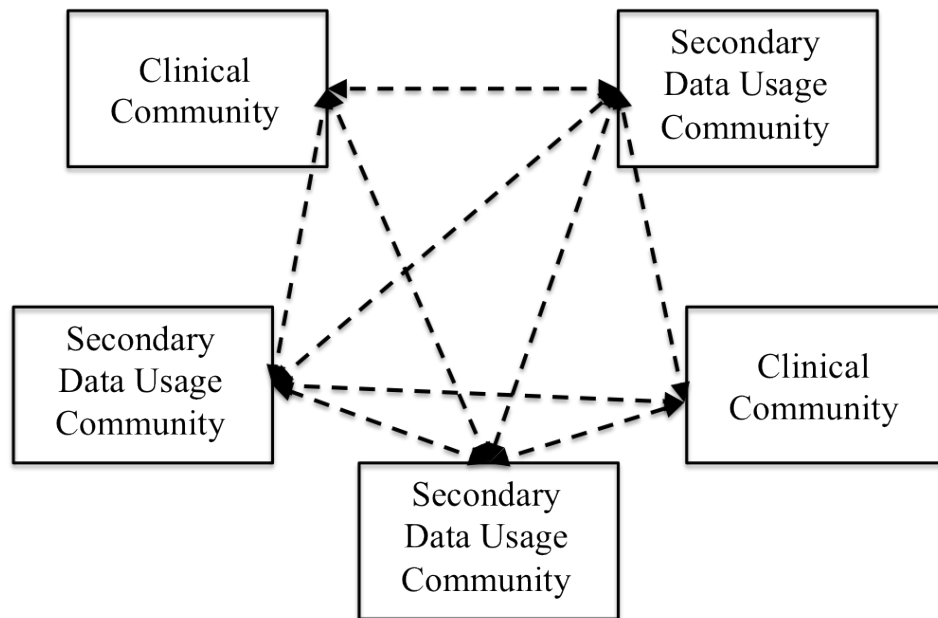 Clinical
Community
Secondary
Data Usage
Community
Secondary
Data Usage
Community
Clinical
Community
Secondary
Data Usage
Community